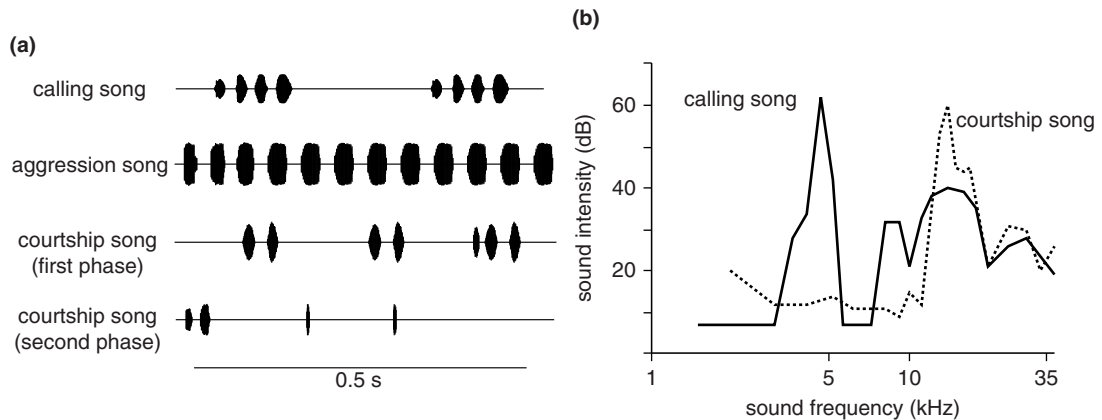 (a)
calling song
aggression song
courtship song
(first phase)
courtship song
(second phase)
0.5 s
(b)
calling song
courtship song
sound intensity (dB)
60
40
20
1
5
10
35
sound frequency (kHz)